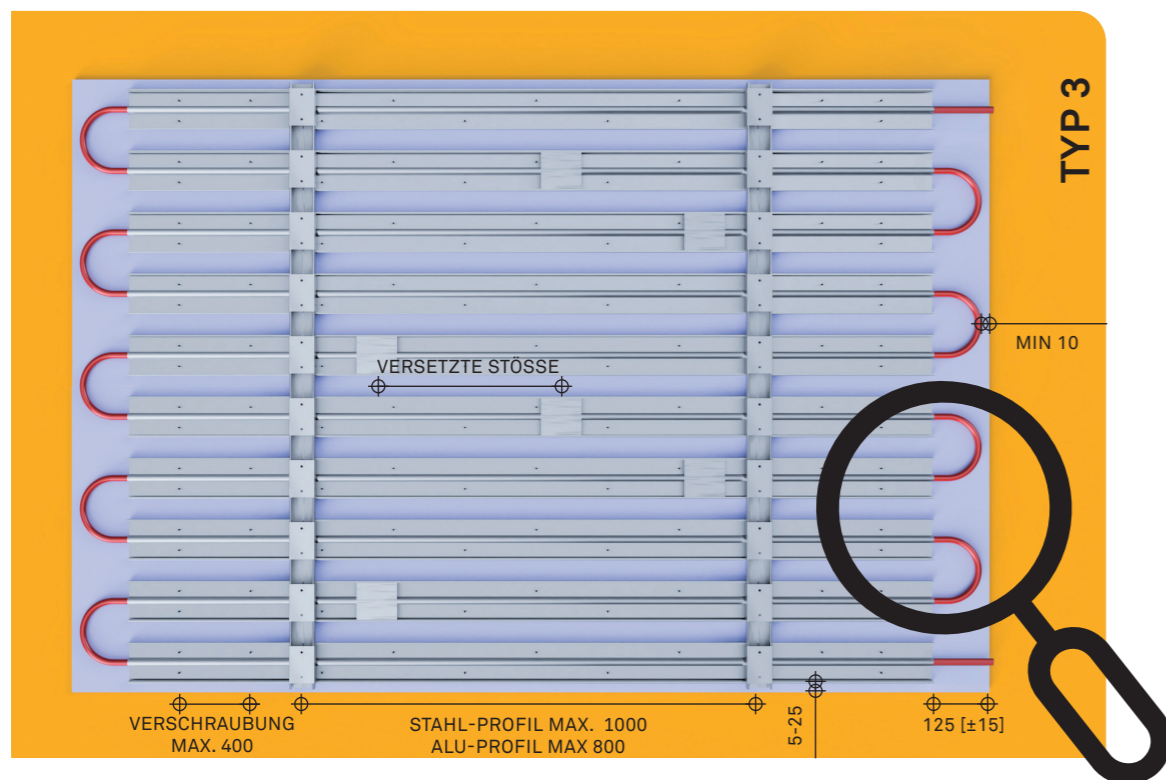 TYP 3
MIN 10
VERSETZTE STÖSSE
VERSCHRAUBUNG
MAX. 400
STAHL-PROFIL MAX. 1000
ALU-PROFIL MAX 800
5-25
125 [±15]